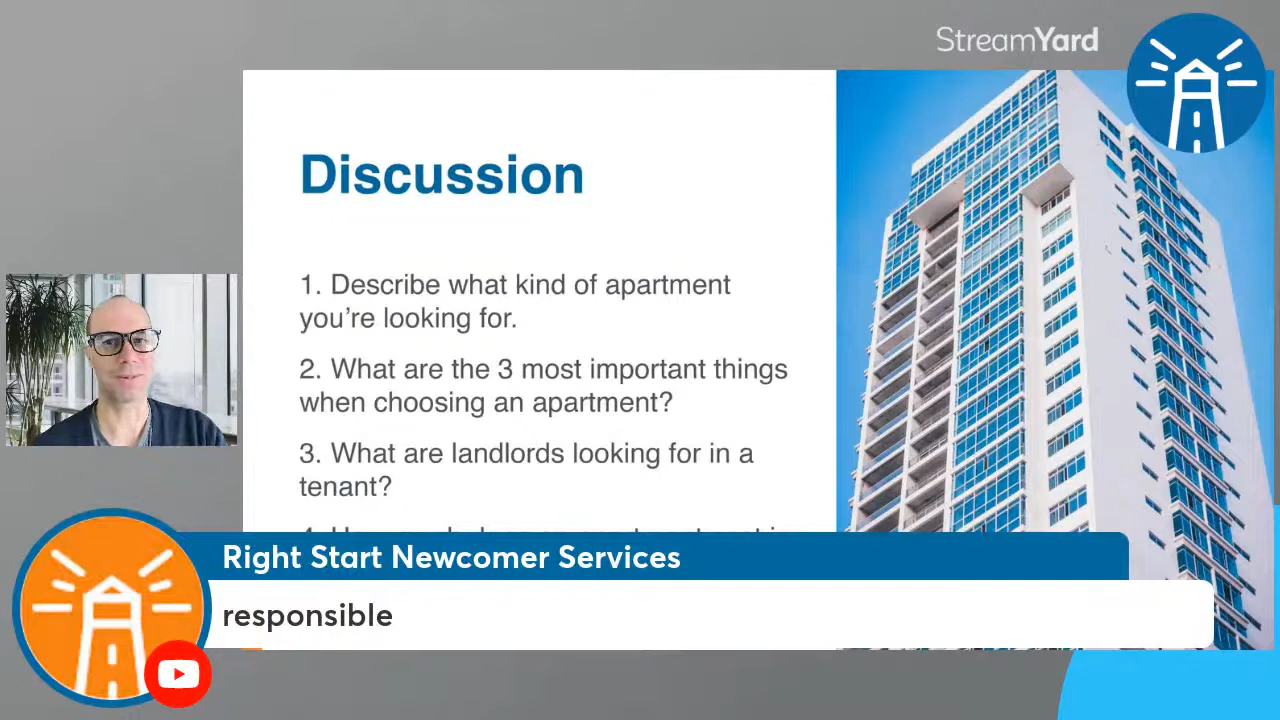 StreamYard
Discussion
1. Describe what kind of apartment
you’re looking for.
2. What are the 3 most important things
when choosing an apartment?
3. What are landlords looking for in a
tenant?
Right Start Newcomer Services
responsible